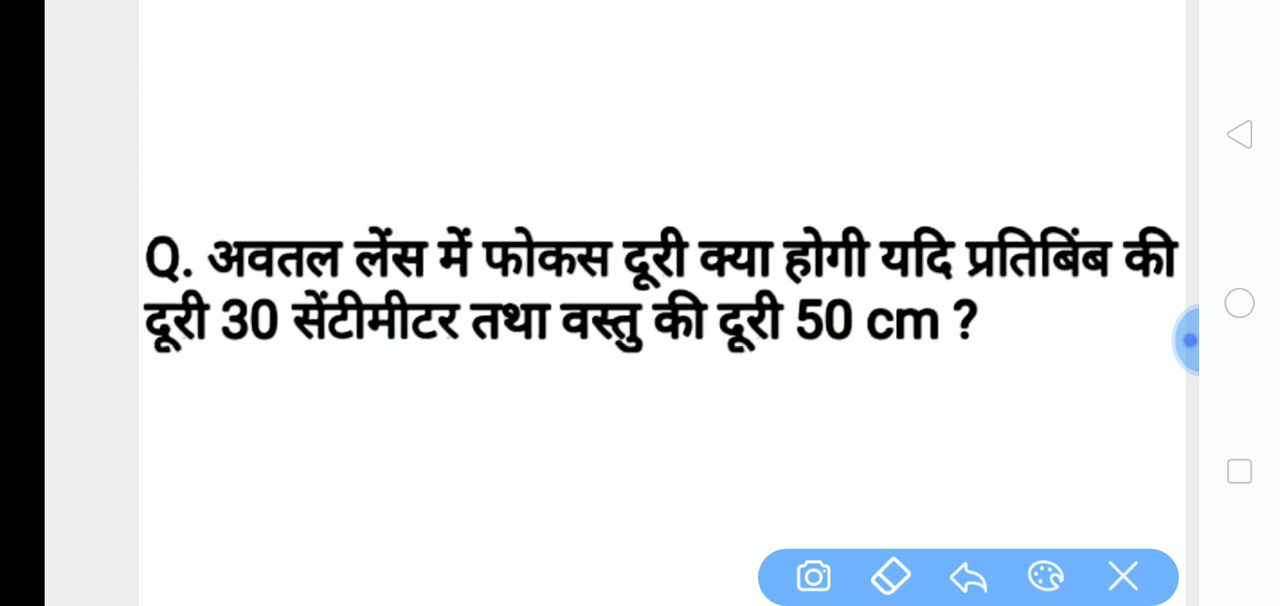 Q. अवतल लेंस में फोकस दूरी क्या होगी यदि प्रतिबिंब की
दूरी 30 सेंटीमीटर तथा वस्तु की दूरी 50 cm ?